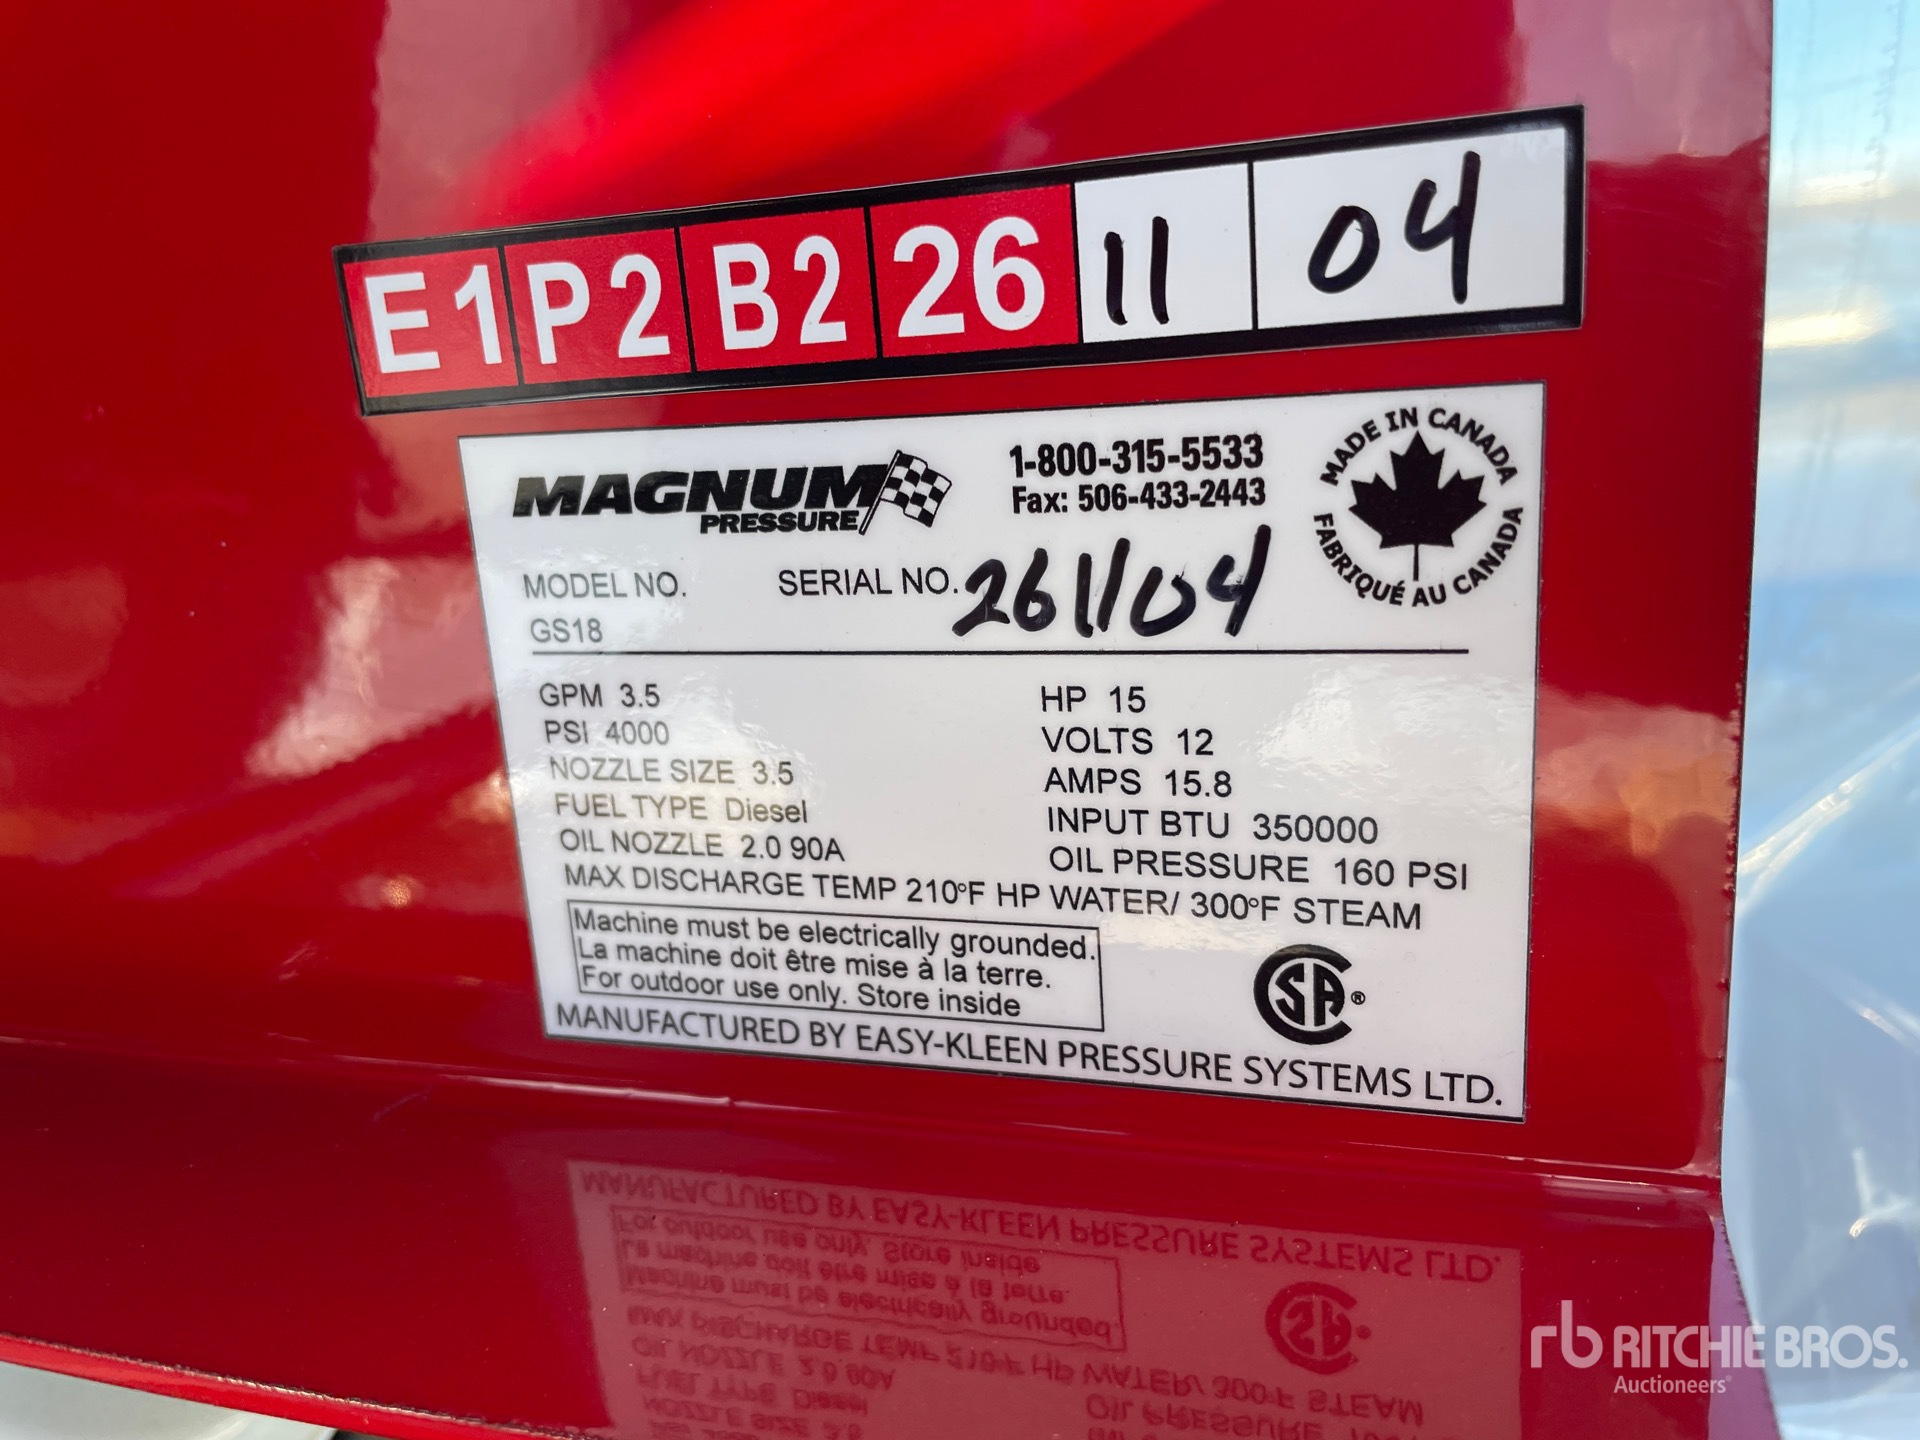 E1 P2 B2 26 11 04
MAGNUM
PRESSURE
1-800-315-5533
Fax: 506-433-2443
MADE IN CANADA
FABRIQUÉ AU CANADA
MODEL NO.
GS18
SERIAL NO. 261104
GPM 3.5
PSI 4000
NOZZLE SIZE 3.5
FUEL TYPE Diesel
OIL NOZZLE 2.0 90A
HP 15
VOLTS 12
AMPS 15.8
INPUT BTU 350000
OIL PRESSURE 160 PSI
MAX DISCHARGE TEMP 210°F HP WATER/ 300°F STEAM
Machine must be electrically grounded.
La machine doit être mise à la terre.
For outdoor use only. Store inside
CSA®
MANUFACTURED BY EASY-KLEEN PRESSURE SYSTEMS LTD.
rb RITCHIE BROS.
Auctioneers